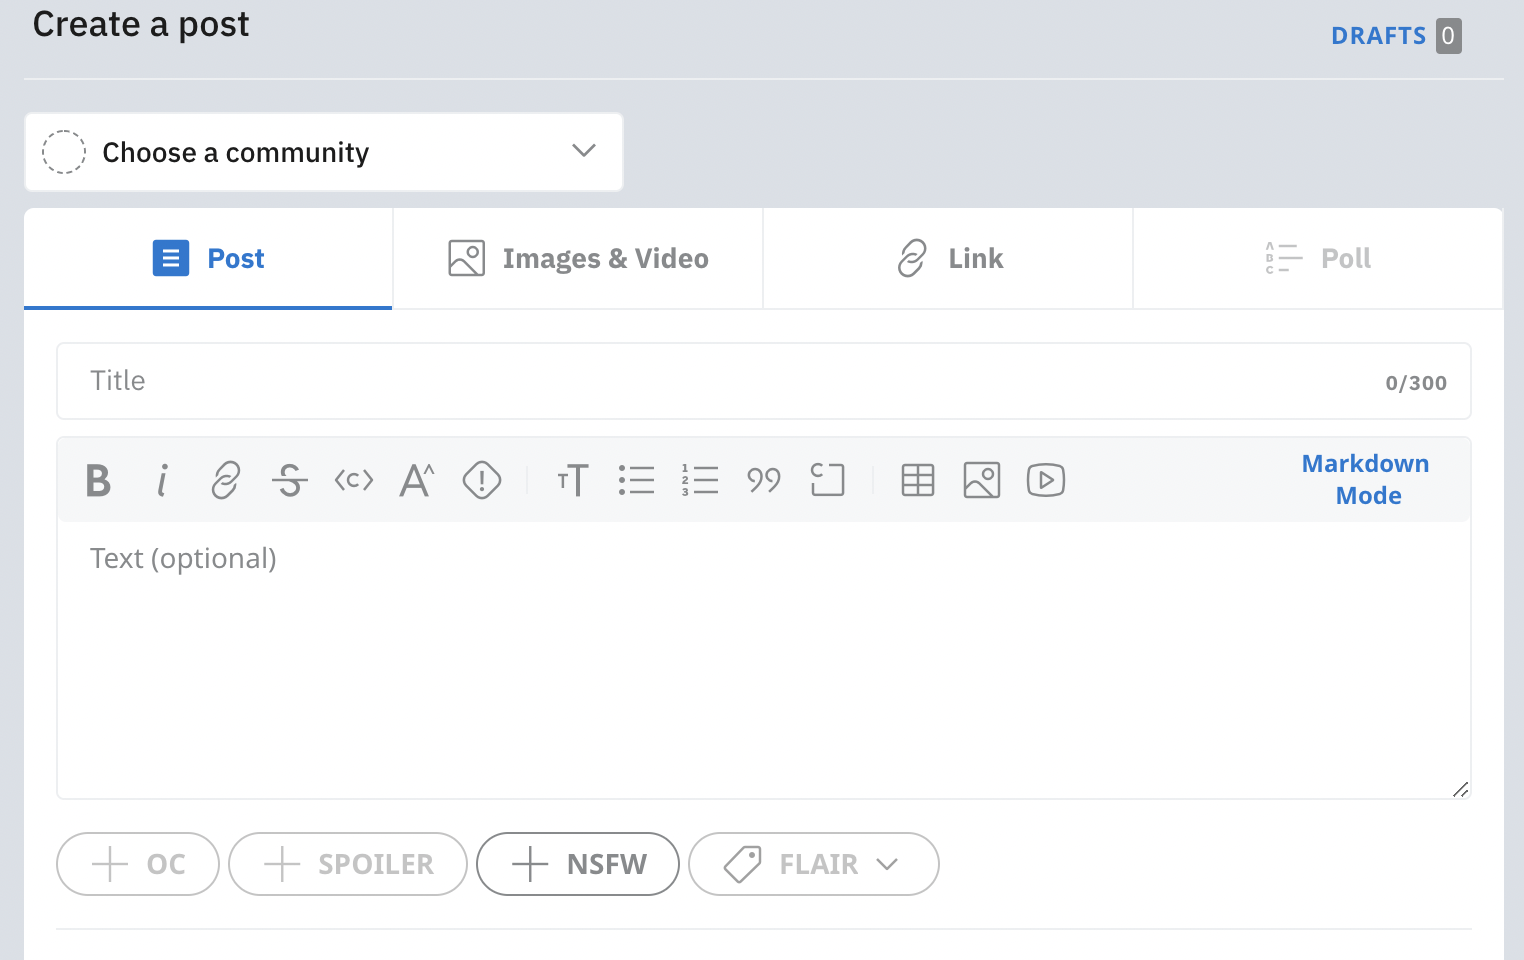 Create a post
DRAFTS 0
Choose a community
Post
Images & Video
Link
Poll
Title
0/300
Markdown
Mode
Text (optional)
OC
SPOILER
NSFW
FLAIR